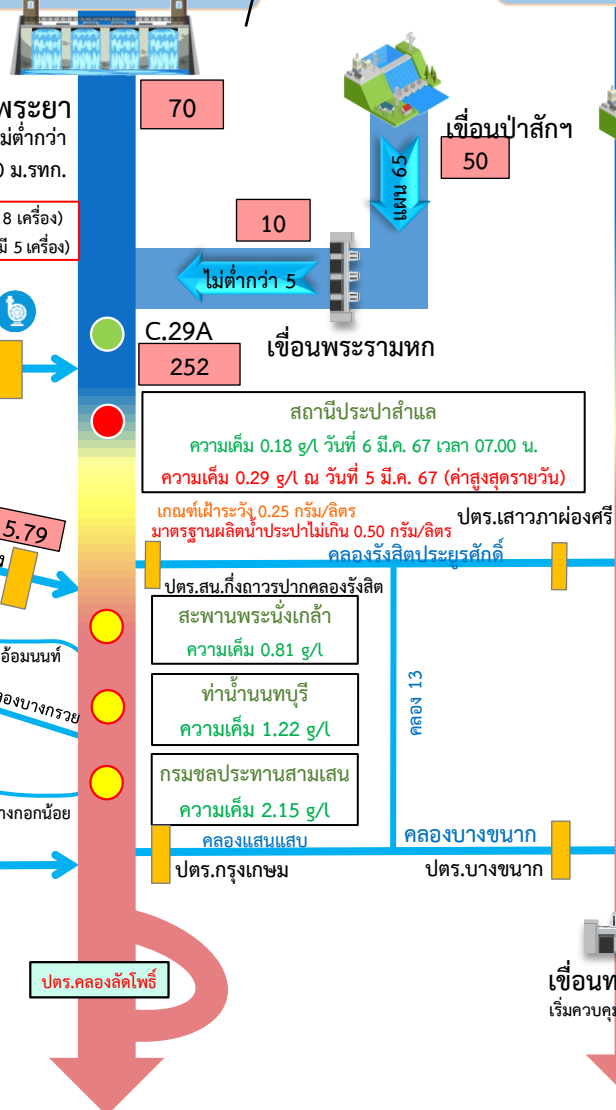 70
พระยา
ม่ต่ำกว่า
0 ม.รทก.
8 เครื่อง)
มี 5 เครื่อง)
เขื่อนป่าสักฯ
50
แผน 65
10
ไม่ต่ำกว่า 5
เขื่อนพระรามหก
C.29A
252
สถานีประปาสำแล
ความเค็ม 0.18 g/l วันที่ 6 มี.ค. 67 เวลา 07.00 น.
ความเค็ม 0.29 g/l ณ วันที่ 5 มี.ค. 67 (ค่าสูงสุดรายวัน)
เกณฑ์เฝ้าระวัง 0.25 กรัม/ลิตร
มาตรฐานผลิตน้ำประปาไม่เกิน 0.50 กรัม/ลิตร
ปตร.เสาวภาผ่องศรี
5.79
คลองรังสิตประยูรศักดิ์
ปตร.สน.กึ่งถาวรปากคลองรังสิต
สะพานพระนั่งเกล้า
ความเค็ม 0.81 g/l
อ้อมนนท์
ท่าน้ำนนทบุรี
ความเค็ม 1.22 g/l
ลองบางกรวย
คลอง 13
กรมชลประทานสามเสน
ความเค็ม 2.15 g/l
างกอกน้อย
คลองแสนแสบ
คลองบางขนาก
ปตร.กรุงเกษม
ปตร.บางขนาก
ปตร.คลองลัดโพธิ์
เขื่อนท
เริ่มควบคุม